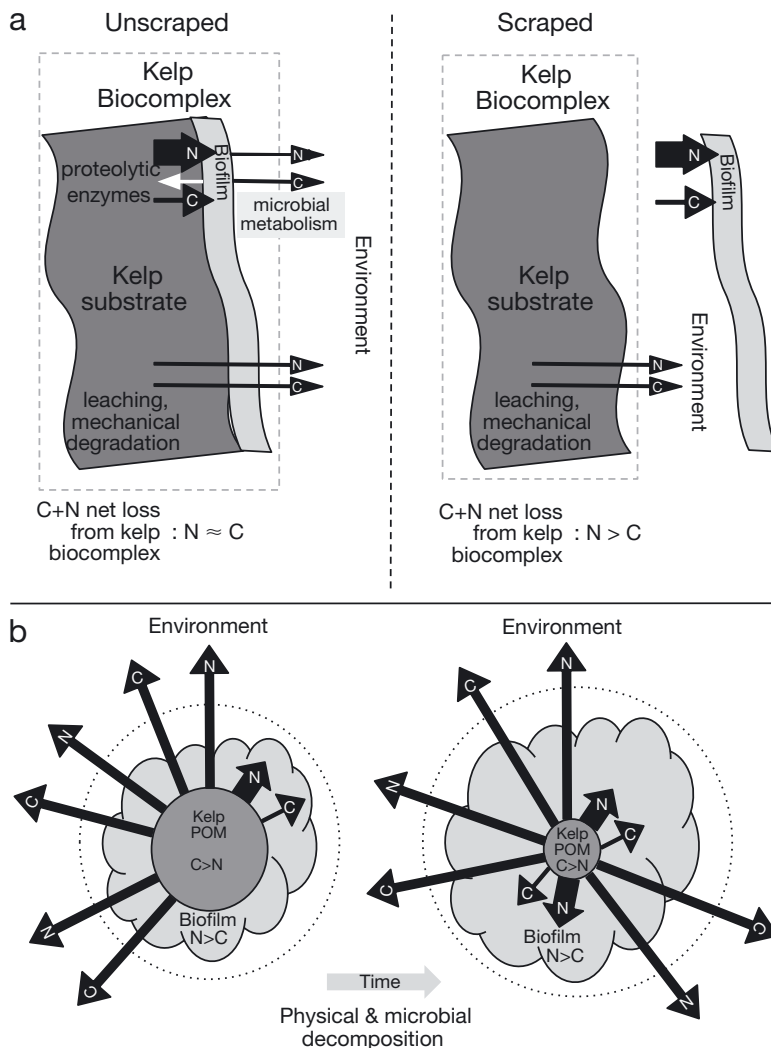 a
Unscraped
Kelp
Biocomplex
N
proteolytic
enzymes
C
Biofilm
N
C
microbial
metabolism
Kelp
substrate
Environment
N
C
leaching,
mechanical
degradation
C+N net loss
from kelp : N ≈ C
biocomplex
Scraped
Kelp
Biocomplex
N
C
Biofilm
Kelp
substrate
Environment
N
C
leaching,
mechanical
degradation
C+N net loss
from kelp : N > C
biocomplex
b
Environment
N
C
N
C
N
C
N
C
Kelp
POM
C>N
Biofilm
N>C
Time
Physical & microbial
decomposition
Environment
N
C
N
C
N
C
N
C
C
N
Kelp
POM
C>N
Biofilm
N>C